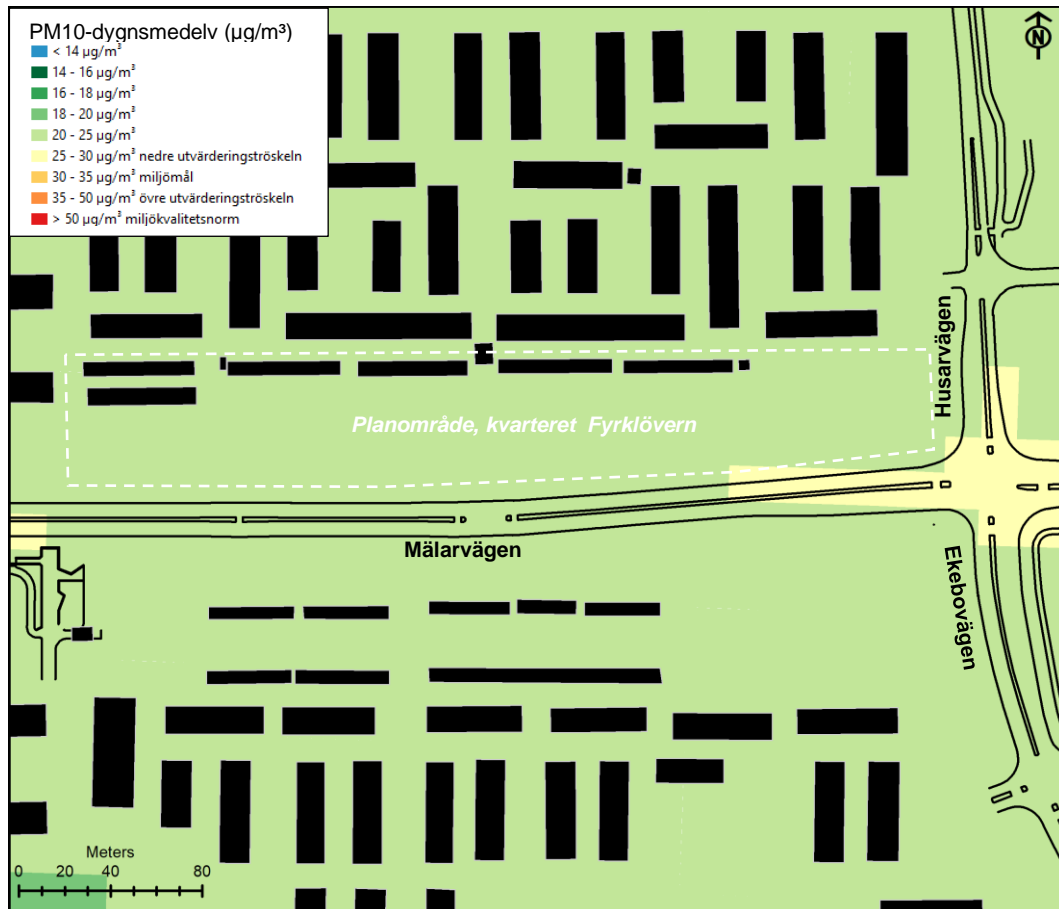 PM10-dygnsmedelv (µg/m³)
< 14 µg/m³
14 - 16 µg/m³
16 - 18 µg/m³
18 - 20 µg/m³
20 - 25 µg/m³
25 - 30 µg/m³ nedre utvärderingströskeln
30 - 35 µg/m³ miljömål
35 - 50 µg/m³ övre utvärderingströskeln
> 50 µg/m³ miljökvalitetsnorm
N
Husarvägen
Planområde, kvarteret Fyrklövern
Mälarvägen
Ekebovägen
Meters
0 20 40 80